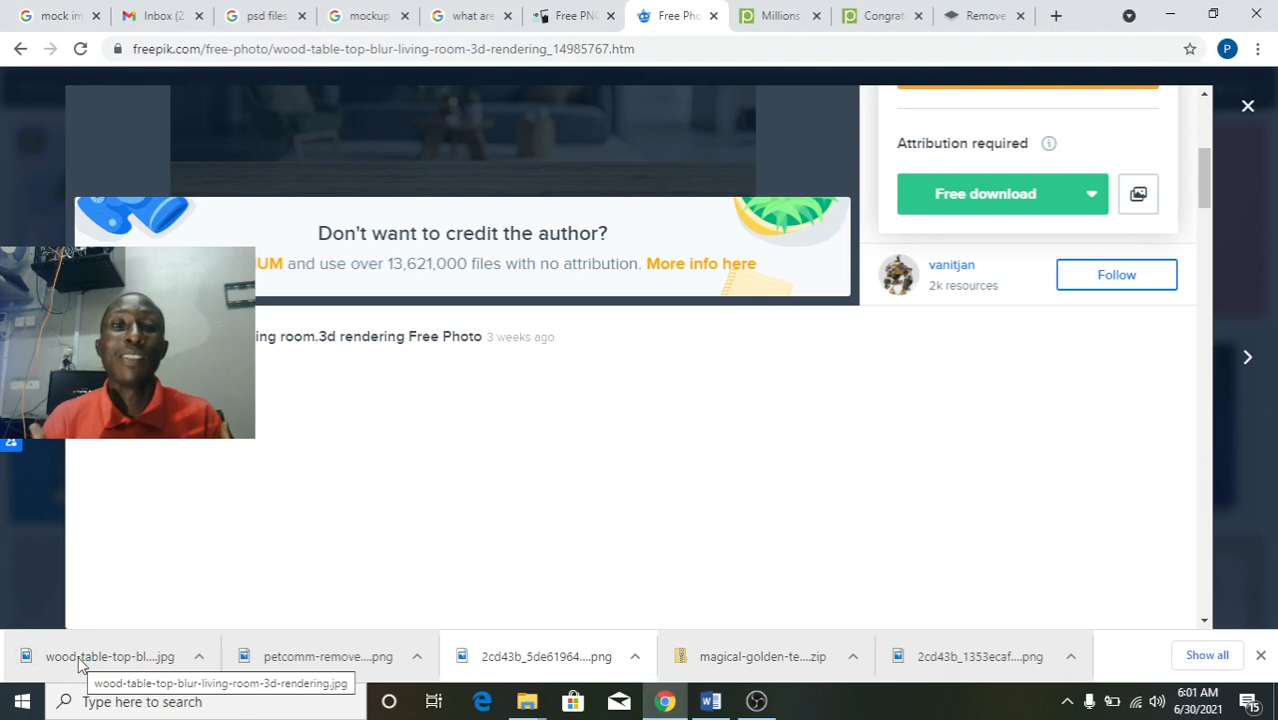 mock im
Inbox (2
psd files
mockup
what are
Free PNG
Free Pho
Millions
Congrat
Remove
freepik.com/free-photo/wood-table-top-blur-living-room-3d-rendering_14985767.htm
P
Attribution required
Free download
Don't want to credit the author?
UM and use over 13,621,000 files with no attribution. More info here
vanitjan
2k resources
Follow
ing room.3d rendering Free Photo 3 weeks ago
wood-table-top-bl....jpg
petcomm-remove....png
2cd43b_5de61964....png
magical-golden-te....zip
2cd43b_1353ecaf....png
Show all
wood-table-top-blur-living-room-3d-rendering.jpg
Type here to search
6:01 AM
6/30/2021
15